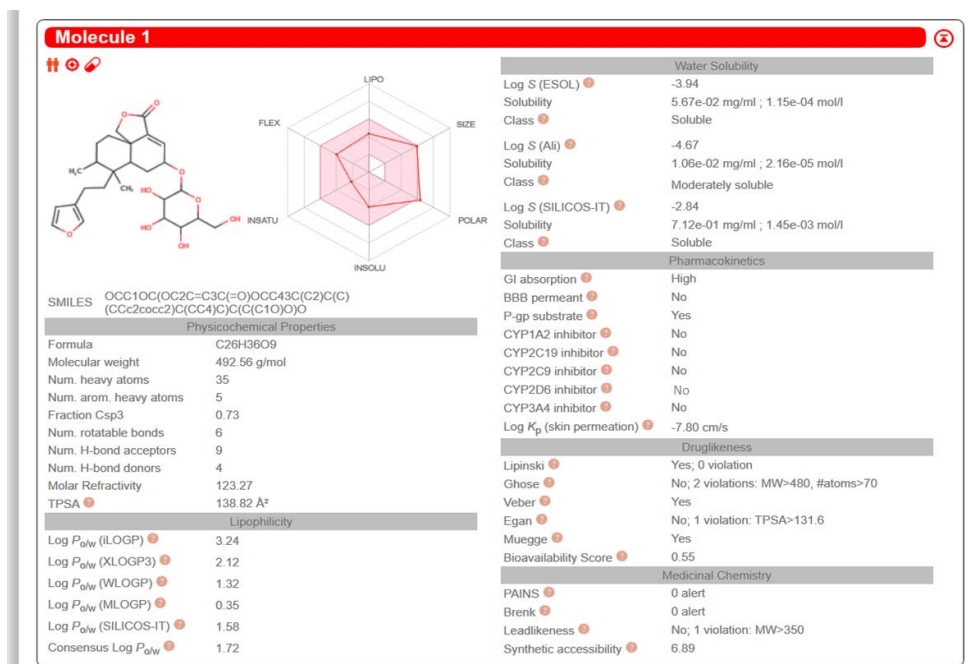 Molecule 1
H₃C
CH₃
HO
HO
OH
OH
O
O
O
O
O
LIPO
FLEX
SIZE
INSATU
POLAR
INSOLU
SMILES OCC1OC(OC2C=C3C(=O)OCC43C(C2)C(C)
(CCc2cocc2)C(CC4)C)C(C(C1O)O)O
Physicochemical Properties
Formula C26H36O9
Molecular weight 492.56 g/mol
Num. heavy atoms 35
Num. arom. heavy atoms 5
Fraction Csp3 0.73
Num. rotatable bonds 6
Num. H-bond acceptors 9
Num. H-bond donors 4
Molar Refractivity 123.27
TPSA ? 138.82 Å²
Lipophilicity
Log Po/w (iLOGP) ? 3.24
Log Po/w (XLOGP3) ? 2.12
Log Po/w (WLOGP) ? 1.32
Log Po/w (MLOGP) ? 0.35
Log Po/w (SILICOS-IT) ? 1.58
Consensus Log Po/w ? 1.72
Water Solubility
Log S (ESOL) ? -3.94
Solubility 5.67e-02 mg/ml ; 1.15e-04 mol/l
Class ? Soluble
Log S (Ali) ? -4.67
Solubility 1.06e-02 mg/ml ; 2.16e-05 mol/l
Class ? Moderately soluble
Log S (SILICOS-IT) ? -2.84
Solubility 7.12e-01 mg/ml ; 1.45e-03 mol/l
Class ? Soluble
Pharmacokinetics
GI absorption ? High
BBB permeant ? No
P-gp substrate ? Yes
CYP1A2 inhibitor ? No
CYP2C19 inhibitor ? No
CYP2C9 inhibitor ? No
CYP2D6 inhibitor ? No
CYP3A4 inhibitor ? No
Log Kp (skin permeation) ? -7.80 cm/s
Druglikeness
Lipinski ? Yes; 0 violation
Ghose ? No; 2 violations: MW>480, #atoms>70
Veber ? Yes
Egan ? No; 1 violation: TPSA>131.6
Muegge ? Yes
Bioavailability Score ? 0.55
Medicinal Chemistry
PAINS ? 0 alert
Brenk ? 0 alert
Leadlikeness ? No; 1 violation: MW>350
Synthetic accessibility ? 6.89